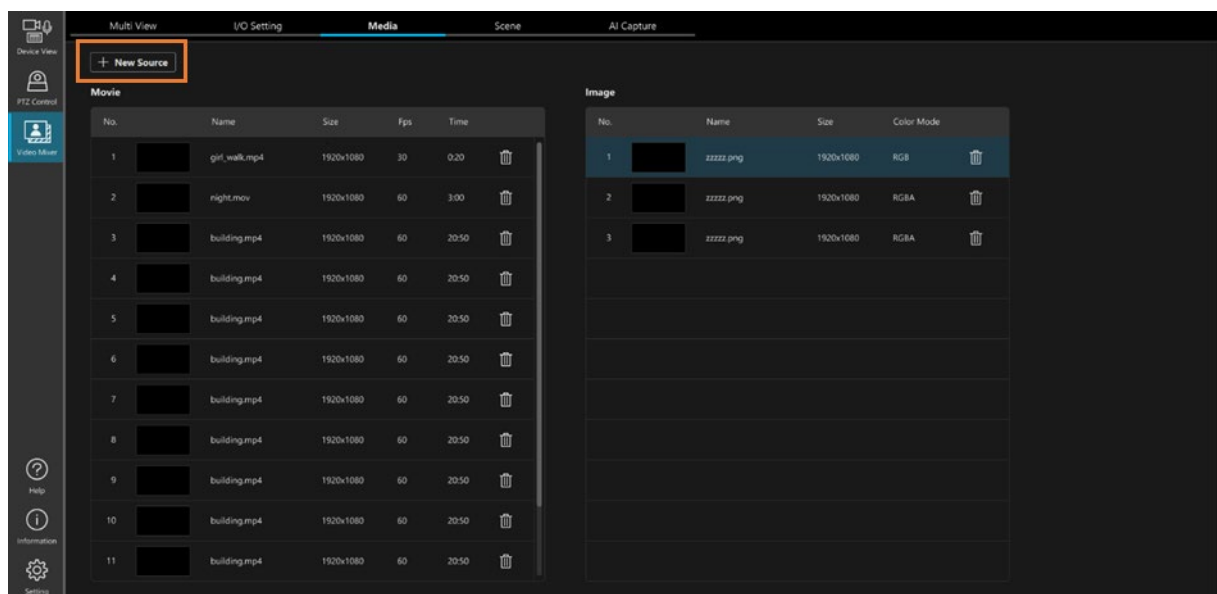 Multi View I/O Setting Media Scene AI Capture
Device View
PTZ Control
Video Mixer
Help
Information
Setting
+ New Source
Movie
No. Name Size Fps Time
1 girl_walk.mp4 1920x1080 30 0:20
2 night.mov 1920x1080 60 3:00
3 building.mp4 1920x1080 60 20:50
4 building.mp4 1920x1080 60 20:50
5 building.mp4 1920x1080 60 20:50
6 building.mp4 1920x1080 60 20:50
7 building.mp4 1920x1080 60 20:50
8 building.mp4 1920x1080 60 20:50
9 building.mp4 1920x1080 60 20:50
10 building.mp4 1920x1080 60 20:50
11 building.mp4 1920x1080 60 20:50
Image
No. Name Size Color Mode
1 zzzzz.png 1920x1080 RGB
2 zzzzz.png 1920x1080 RGBA
3 zzzzz.png 1920x1080 RGBA